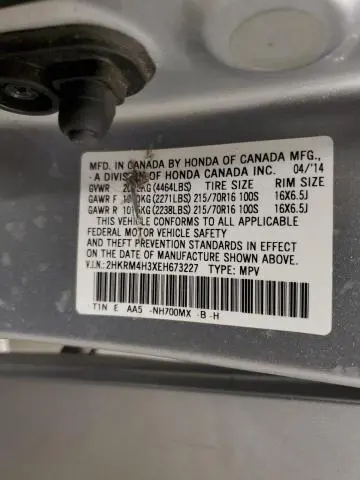 MFD. IN CANADA BY HONDA OF CANADA MFG.,
- A DIVISION OF HONDA CANADA INC. 04/'14
GVWR (4464LBS) TIRE SIZE RIM SIZE
GAWR F (2271LBS) 215/70R16 100S 16X6.5J
GAWR R (2238LBS) 215/70R16 100S 16X6.5J
THIS VEHICLE CONFORMS TO ALL APPLICABLE
FEDERAL MOTOR VEHICLE SAFETY
AND THEFT PREVENTION STANDARDS IN EFFECT
ON THE DATE OF MANUFACTURE SHOWN ABOVE.
V.I.N.: 2HKRM4H3XEH673227 TYPE: MPV
T1N E AA5 -NH700MX -B -H